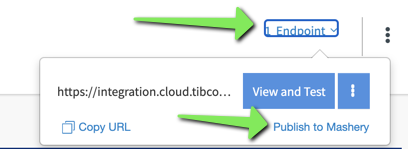 1 Endpoint
https://integration.cloud.tibco...
View and Test
Copy URL
Publish to Mashery